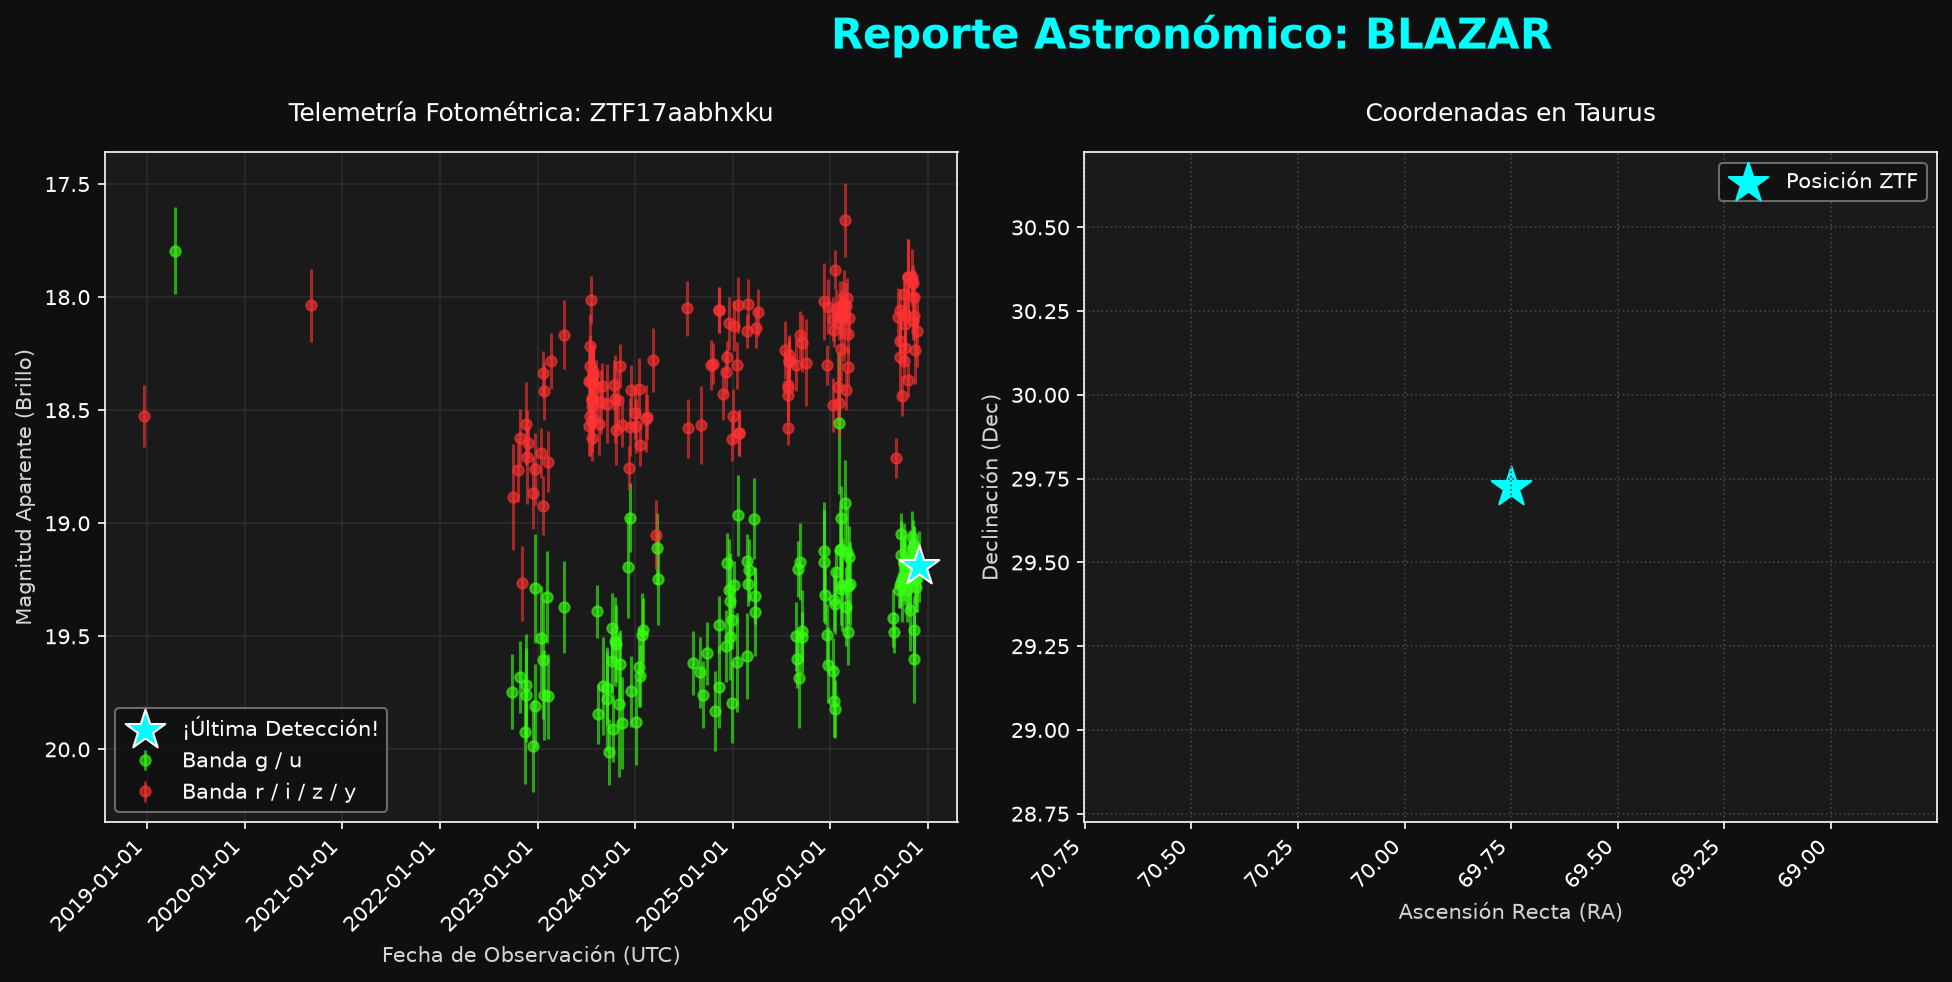 Reporte Astronómico: BLAZAR
Telemetría Fotométrica: ZTF17aabhxku
Magnitud Aparente (Brillo)
17.5
18.0
18.5
19.0
19.5
20.0
¡Última Detección!
Banda g / u
Banda r / i / z / y
2019-01-01
2020-01-01
2021-01-01
2022-01-01
2023-01-01
2024-01-01
2025-01-01
2026-01-01
2027-01-01
Fecha de Observación (UTC)
Coordenadas en Taurus
Posición ZTF
Declinación (Dec)
30.50
30.25
30.00
29.75
29.50
29.25
29.00
28.75
70.75
70.50
70.25
70.00
69.75
69.50
69.25
69.00
Ascensión Recta (RA)